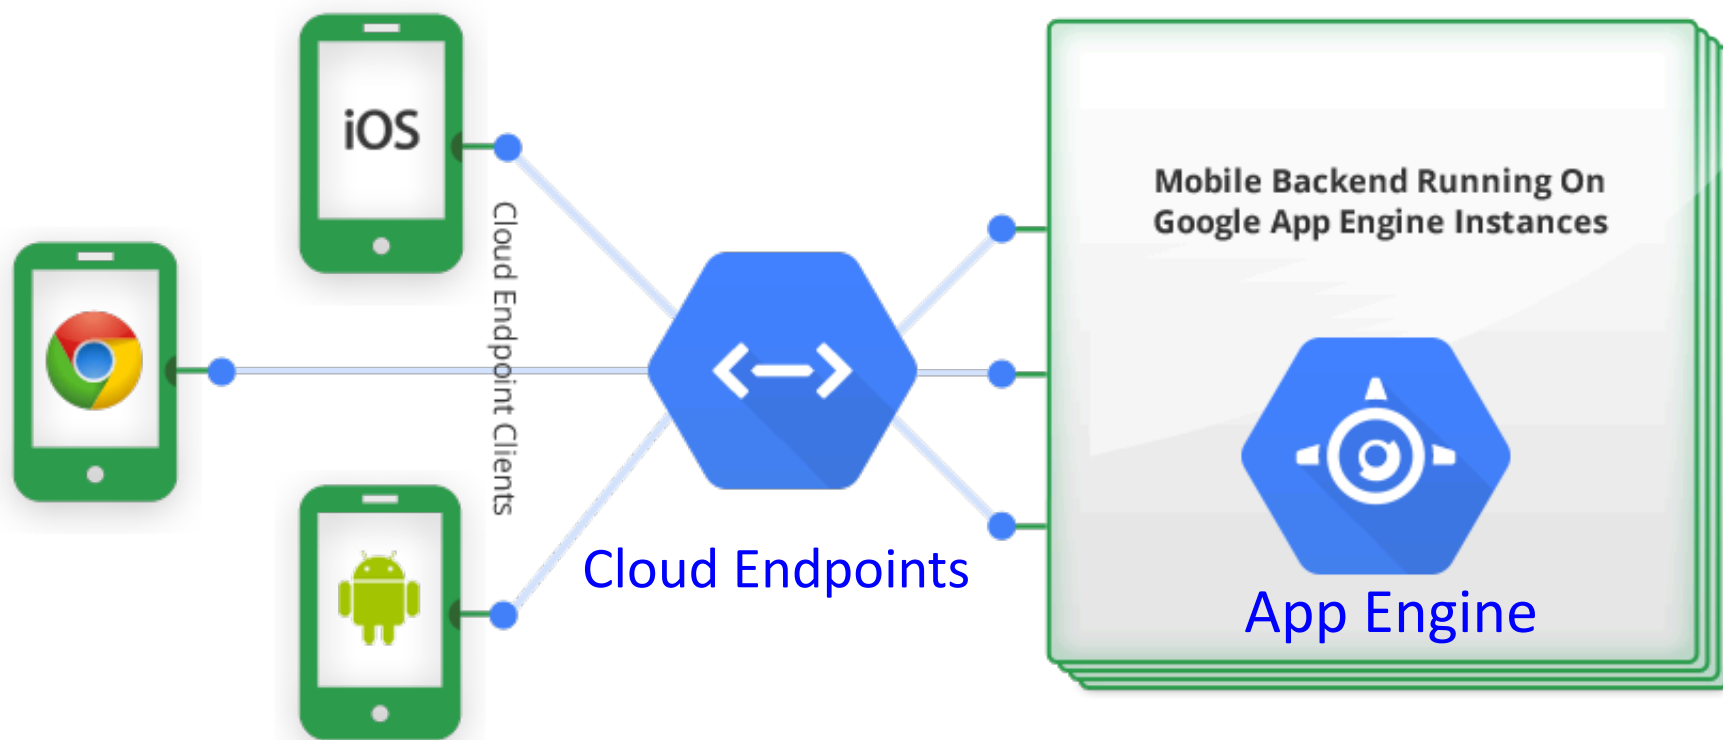 iOS
Cloud Endpoint Clients
Cloud Endpoints
Mobile Backend Running On
Google App Engine Instances
App Engine